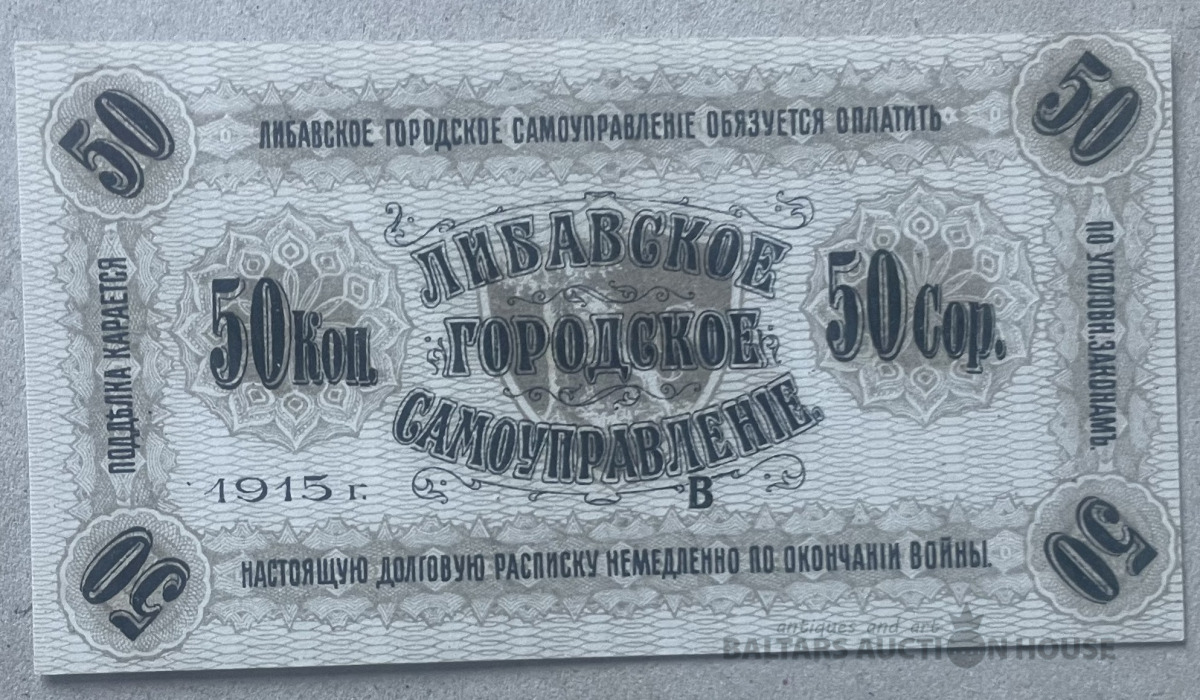 50
50
ЛИБАВСКОЕ ГОРОДСКОЕ САМОУПРАВЛЕНІЕ ОБЯЗУЕТСЯ ОПЛАТИТЬ
ПОДДѢЛКА КАРАЕТСЯ
ПО УГОЛОВН. ЗАКОНАМЪ.
ЛИБАВСКОЕ
ГОРОДСКОЕ
САМОУПРАВЛЕНІЕ.
50 Коп.
50 Cop.
1915 г.
B
НАСТОЯЩУЮ ДОЛГОВУЮ РАСПИСКУ НЕМЕДЛЕННО ПО ОКОНЧАНІИ ВОЙНЫ.
50
50
antiques and art
BALTARS AUCTION HOUSE